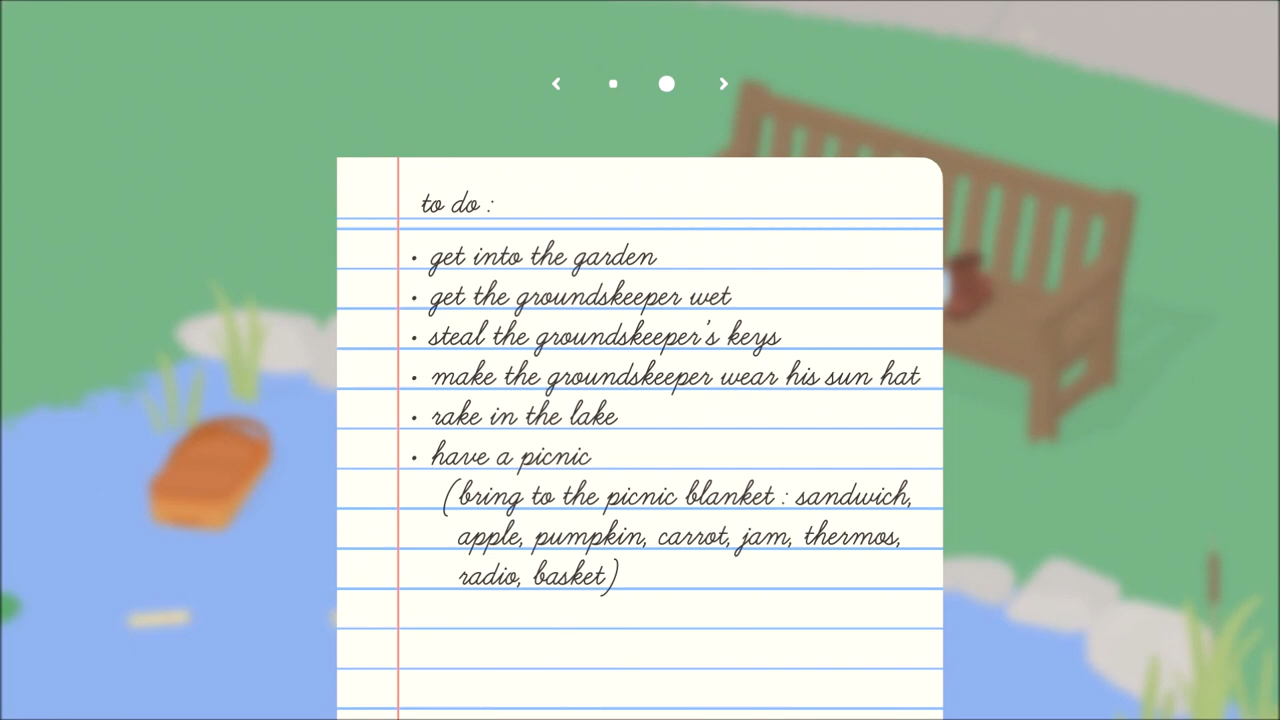 to do :
• get into the garden
• get the groundskeeper wet
• steal the groundskeeper's keys
• make the groundskeeper wear his sun hat
• rake in the lake
• have a picnic
(bring to the picnic blanket : sandwich,
apple, pumpkin, carrot, jam, thermos,
radio, basket)